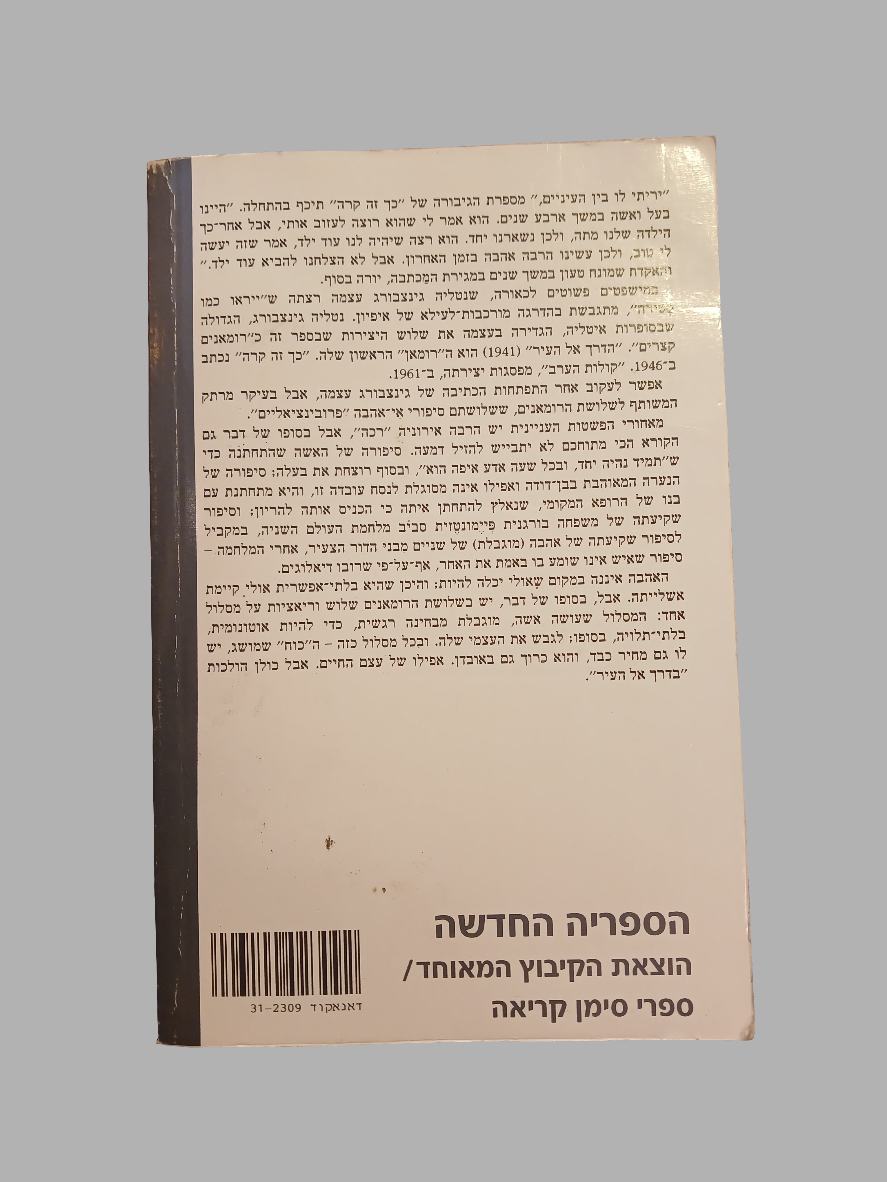 "יריתי לו בין העיניים," מספרת הגיבורה של "כך זה קרה" תיכף בהתחלה. "היינו
בעל ואשה במשך ארבע שנים. הוא אמר לי שהוא רוצה לעזוב אותי, אבל אחר־כך
הילדה שלנו מתה, ולכן נשארנו יחד. הוא רצה שיהיה לנו עוד ילד, אמר שזה יעשה
לי טוב, ולכן עשינו הרבה אהבה בזמן האחרון. אבל לא הצלחנו להביא עוד ילד."
והאקדח שמונח טעון במשך שנים במגירת המַכתבה, יורה בסוף.
במישפטים פשוטים לכאורה, שנטליה גינצבורג עצמה רצתה ש"ייראו כמו
", מתגבשת בהדרגה מורכבות־לעילא של איפיון. נטליה גינצבורג, הגדולה
שבסופרות איטליה, הגדירה בעצמה את שלוש היצירות שבספר זה כ"רומאנים
קצרים". "הדרך אל העיר" (1941) הוא ה"רומאן" הראשון שלה. "כך זה קרה" נכתב
ב־1946. "קולות הערב", מפסגות יצירתה, ב־1961.
אפשר לעקוב אחר התפתחות הכתיבה של גינצבורג עצמה, אבל בעיקר מרתק
המשותף לשלושת הרומאנים, ששלושתם סיפורי אי־אהבה "פרובינציאליים".
מאחורי הפשטות העניינית יש הרבה אירוניה "רכה", אבל בסופו של דבר גם
הקורא הכי מתוחכם לא יתבייש להזיל דמעה. סיפורה של האשה שהתחתנה כדי
ש"תמיד נהיה יחד, ובכל שעה אדע איפה הוא", ובסוף רוצחת את בעלה; סיפורה של
הנערה המאוהבת בבן־דודה ואפילו אינה מסוגלת לנסח עובדה זו, והיא מתחתנת עם
בנו של הרופא המקומי, שנאלץ להתחתן איתה כי הכניס אותה להריון; וסיפור
שקיעתה של משפחה בורגנית פְּיֶימונטֶזית סביב מלחמת העולם השניה, במקביל
לסיפור שקיעתה של אהבה (מוגבלת) של שניים מבני הדור הצעיר, אחרי המלחמה –
סיפור שאיש אינו שומע בו באמת את האחר, אף־על־פי שרובו דיאלוגים.
האהבה איננה במקום שאולי יכלה להיות; והיכן שהיא בלתי־אפשרית אולי קיימת
אשלייתה. אבל, בסופו של דבר, יש בשלושת הרומאנים שלוש וריאציות על מסלול
אחד: המסלול שעושה אשה, מוגבלת מבחינה רגשית, כדי להיות אוטונומית,
בלתי־תלויה, בסופו; לגבש את העצמי שלה. ובכל מסלול כזה – ה"כוח" שמושג, יש
לו גם מחיר כבד, והוא כרוך גם באובדן. אפילו של עצם החיים. אבל כולן הולכות
"בדרך אל העיר".
הספריה החדשה
הוצאת הקיבוץ המאוחד/
ספרי סימן קריאה
דאנאקוד 31-2309